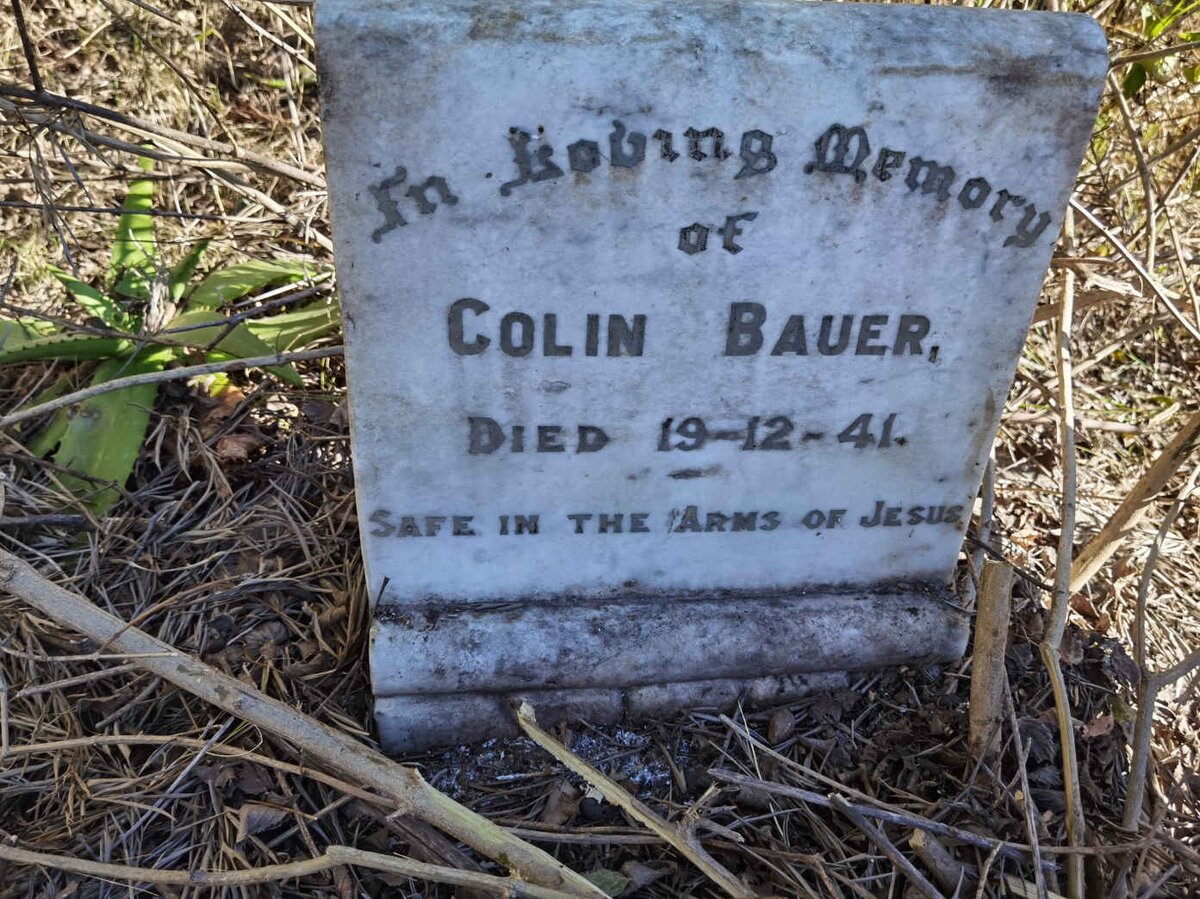 In Loving Memory
of
COLIN BAUER,
DIED 19-12-41.
SAFE IN THE ARMS OF JESUS